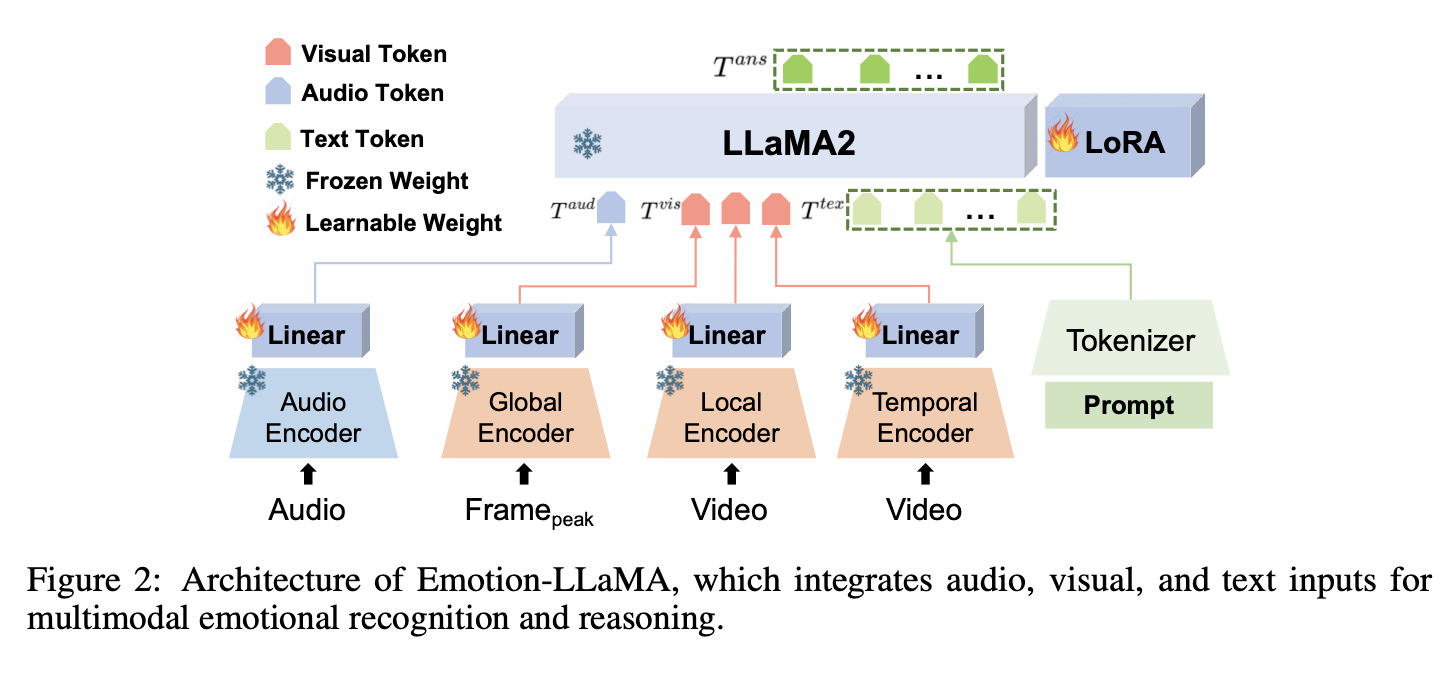 Visual Token
Audio Token
Text Token
Frozen Weight
Learnable Weight
T^ans
...
LLaMA2
LoRA
T^aud
T^vis
T^tex
...
Linear
Linear
Linear
Linear
Audio
Encoder
Global
Encoder
Local
Encoder
Temporal
Encoder
Tokenizer
Prompt
Audio
Frame_peak
Video
Video
Figure 2: Architecture of Emotion-LLaMA, which integrates audio, visual, and text inputs for
multimodal emotional recognition and reasoning.